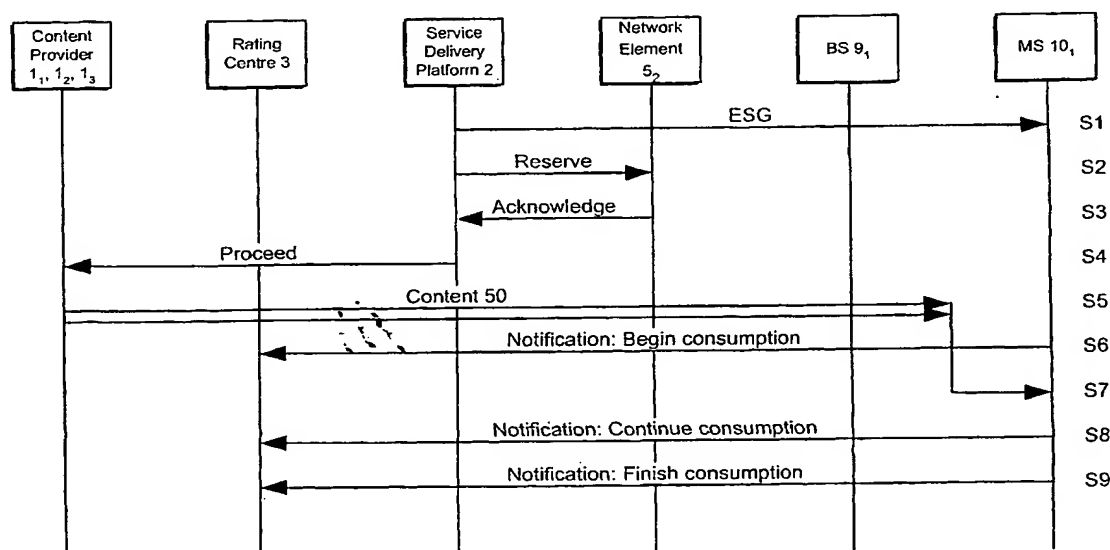 Content
Provider
1₁, 1₂, 1₃
Rating
Centre 3
Service
Delivery
Platform 2
Network
Element
5₂
BS 9₁
MS 10₁
ESG
S1
Reserve
S2
Acknowledge
S3
Proceed
S4
Content 50
S5
Notification: Begin consumption
S6
S7
Notification: Continue consumption
S8
Notification: Finish consumption
S9